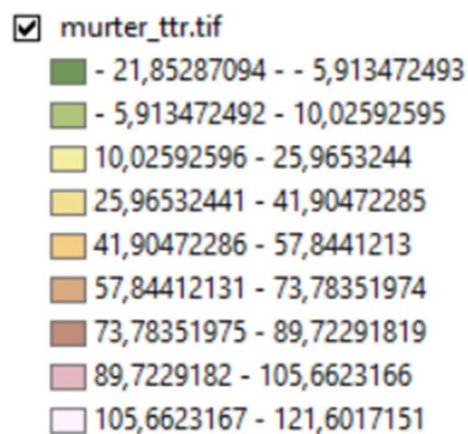 murter_ttr.tif
- 21,85287094 - - 5,913472493
- 5,913472492 - 10,02592595
10,02592596 - 25,9653244
25,96532441 - 41,90472285
41,90472286 - 57,8441213
57,84412131 - 73,78351974
73,78351975 - 89,72291819
89,7229182 - 105,6623166
105,6623167 - 121,6017151